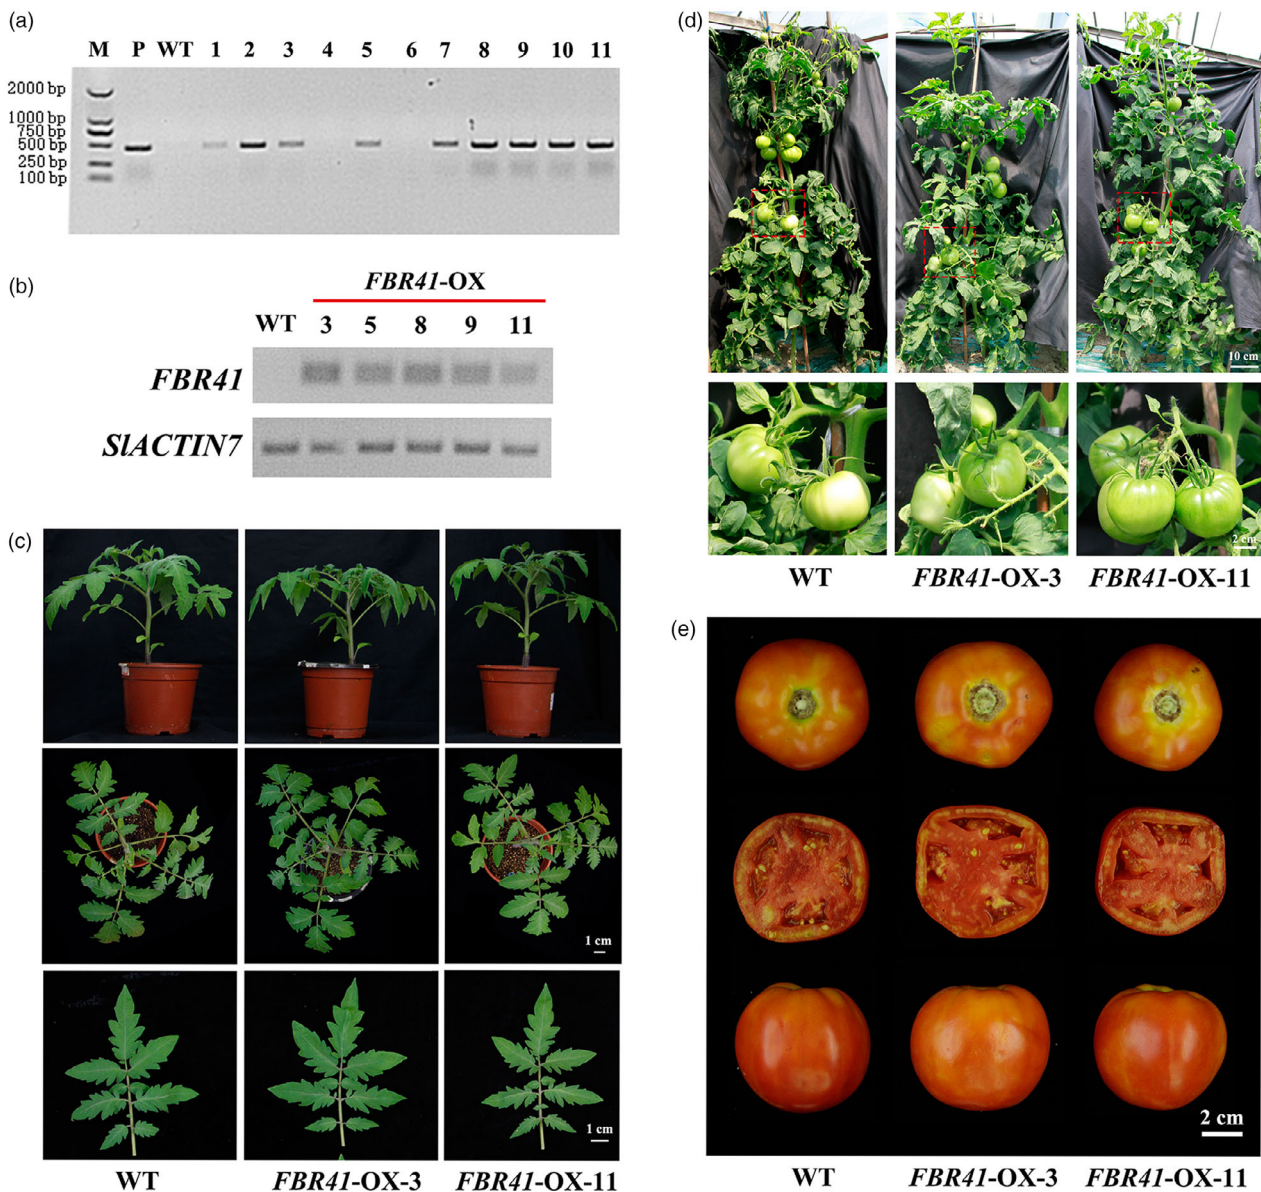 (a)
M P WT 1 2 3 4 5 6 7 8 9 10 11
2000 bp
1000 bp
750 bp
500 bp
250 bp
100 bp
(b)
FBR41-OX
WT 3 5 8 9 11
FBR41
SlACTIN7
(c)
1 cm
1 cm
WT FBR41-OX-3 FBR41-OX-11
(d)
10 cm
2 cm
WT FBR41-OX-3 FBR41-OX-11
(e)
2 cm
WT FBR41-OX-3 FBR41-OX-11